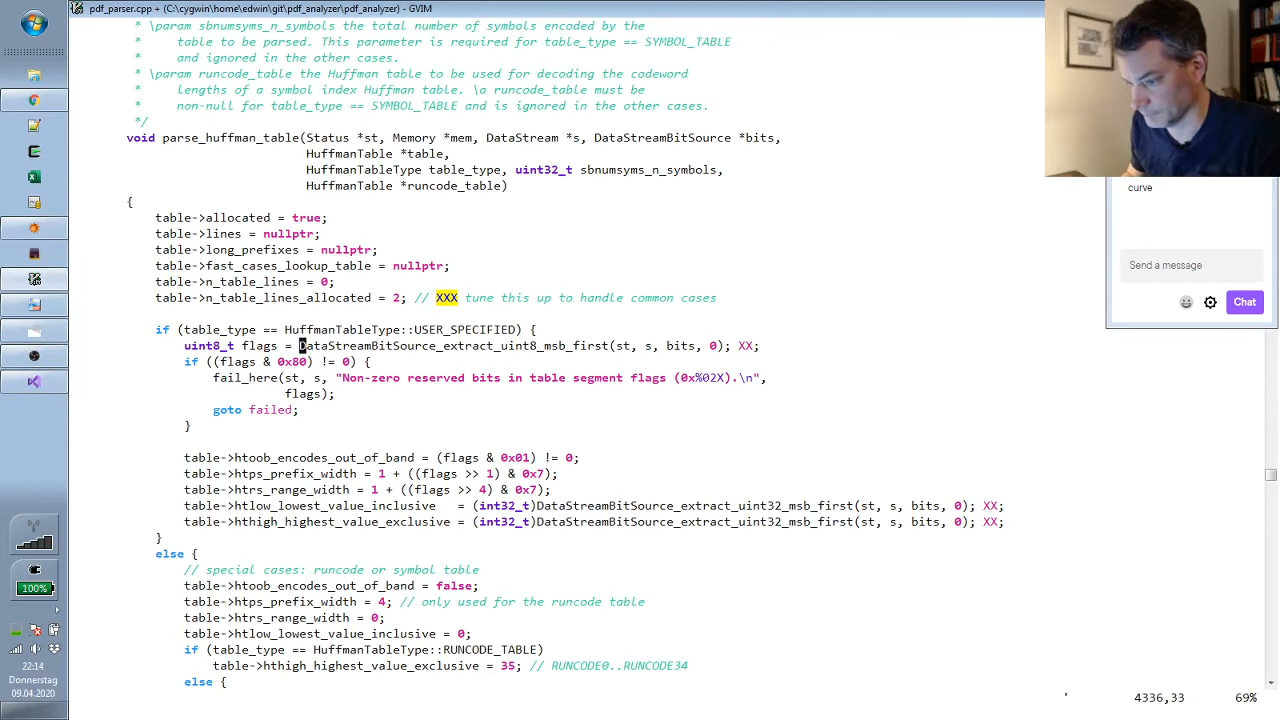 pdf_parser.cpp + (C:\cygwin\home\edwin\git\pdf_analyzer\pdf_analyzer) - GVIM
* \param sbnumsyms_n_symbols the total number of symbols encoded by the
*     table to be parsed. This parameter is required for table_type == SYMBOL_TABLE
*     and ignored in the other cases.
* \param runcode_table the Huffman table to be used for decoding the codeword
*     lengths of a symbol index Huffman table. \a runcode_table must be
*     non-null for table_type == SYMBOL_TABLE and is ignored in the other cases.
*/
void parse_huffman_table(Status *st, Memory *mem, DataStream *s, DataStreamBitSource *bits,
HuffmanTable *table,
HuffmanTableType table_type, uint32_t sbnumsyms_n_symbols,
HuffmanTable *runcode_table)
{
table->allocated = true;
table->lines = nullptr;
table->long_prefixes = nullptr;
table->fast_cases_lookup_table = nullptr;
table->n_table_lines = 0;
table->n_table_lines_allocated = 2; // XXX tune this up to handle common cases
if (table_type == HuffmanTableType::USER_SPECIFIED) {
uint8_t flags = DataStreamBitSource_extract_uint8_msb_first(st, s, bits, 0); XX;
if ((flags & 0x80) != 0) {
fail_here(st, s, "Non-zero reserved bits in table segment flags (0x%02X).\n",
flags);
goto failed;
}
table->htoob_encodes_out_of_band = (flags & 0x01) != 0;
table->htps_prefix_width = 1 + ((flags >> 1) & 0x7);
table->htrs_range_width = 1 + ((flags >> 4) & 0x7);
table->htlow_lowest_value_inclusive   = (int32_t)DataStreamBitSource_extract_uint32_msb_first(st, s, bits, 0); XX;
table->hthigh_highest_value_exclusive = (int32_t)DataStreamBitSource_extract_uint32_msb_first(st, s, bits, 0); XX;
}
else {
// special cases: runcode or symbol table
table->htoob_encodes_out_of_band = false;
table->htps_prefix_width = 4; // only used for the runcode table
table->htrs_range_width = 0;
table->htlow_lowest_value_inclusive = 0;
if (table_type == HuffmanTableType::RUNCODE_TABLE)
table->hthigh_highest_value_exclusive = 35; // RUNCODE0..RUNCODE34
else {
' 4336,33 69%
curve
Send a message
Chat
100%
22:14
Donnerstag
09.04.2020